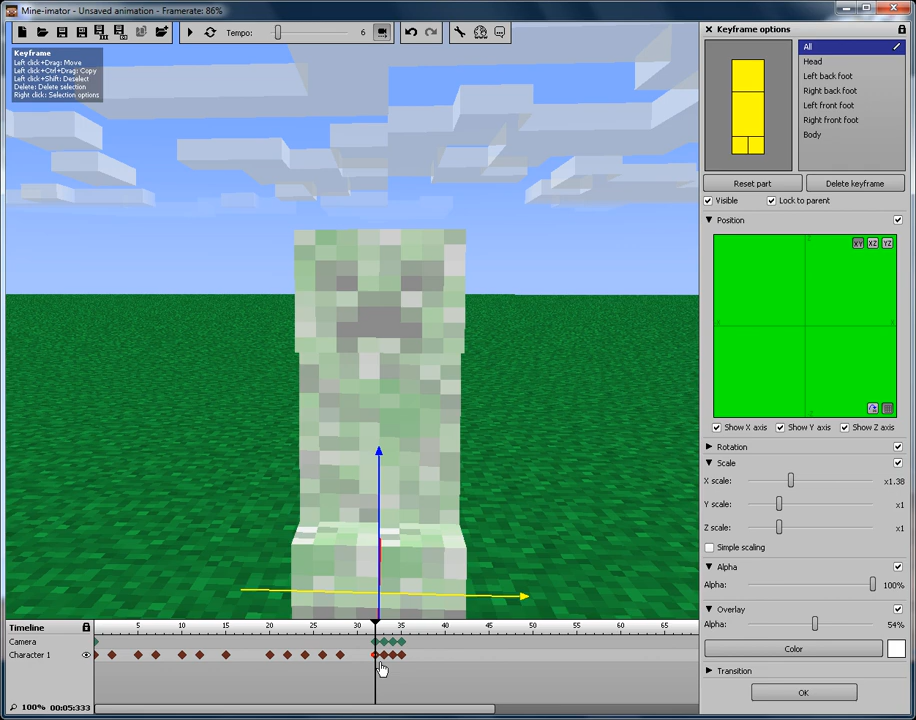 Mine-imator - Unsaved animation - Framerate: 86%
Tempo: 6
Keyframe
Left click+Drag: Move
Left click+Ctrl+Drag: Copy
Left click+Shift: Deselect
Delete: Delete selection
Right click: Selection options
Keyframe options
All
Head
Left back foot
Right back foot
Left front foot
Right front foot
Body
Reset part Delete keyframe
Visible Lock to parent
Position
XY XZ YZ
Show X axis Show Y axis Show Z axis
Rotation
Scale
X scale: x1.38
Y scale: x1
Z scale: x1
Simple scaling
Alpha
Alpha: 100%
Overlay
Alpha: 54%
Color
Transition
OK
Timeline 5 10 15 20 25 30 35 40 45 50 55 60 65
Camera
Character 1
100% 00:05:333